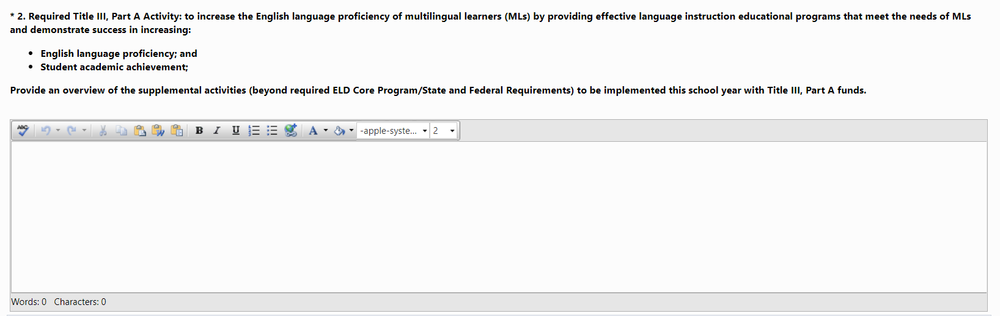 * 2. Required Title III, Part A Activity: to increase the English language proficiency of multilingual learners (MLs) by providing effective language instruction educational programs that meet the needs of MLs
and demonstrate success in increasing:
• English language proficiency; and
• Student academic achievement;
Provide an overview of the supplemental activities (beyond required ELD Core Program/State and Federal Requirements) to be implemented this school year with Title III, Part A funds.
ABC B I U A -apple-syste... 2
Words: 0 Characters: 0